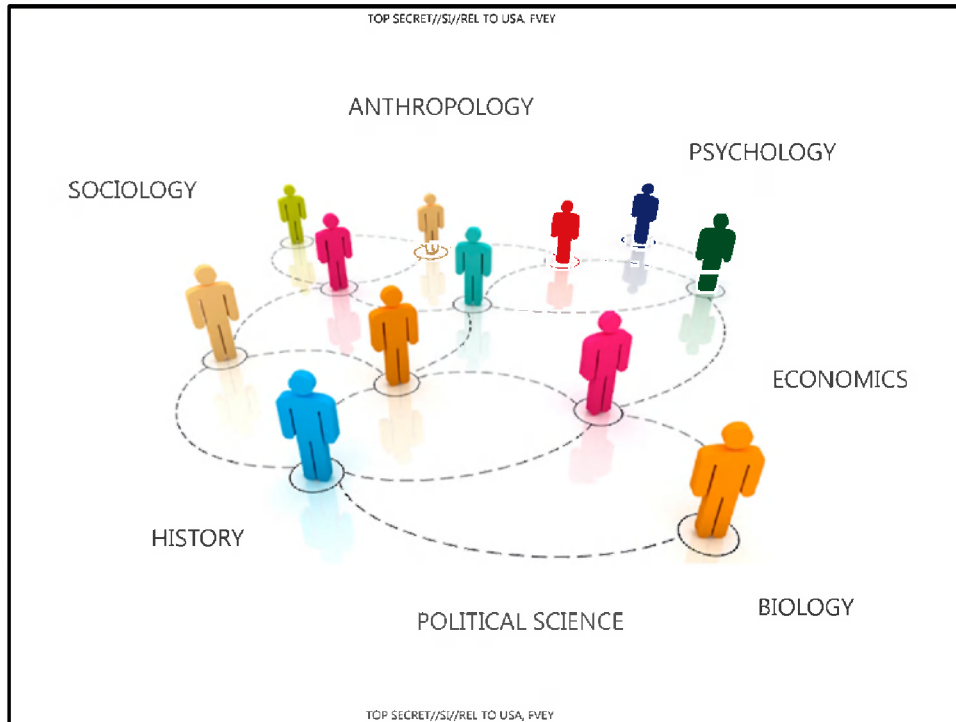 TOP SECRET//SI//REL TO USA, FVEY
ANTHROPOLOGY
PSYCHOLOGY
SOCIOLOGY
ECONOMICS
HISTORY
BIOLOGY
POLITICAL SCIENCE
TOP SECRET//SI//REL TO USA, FVEY